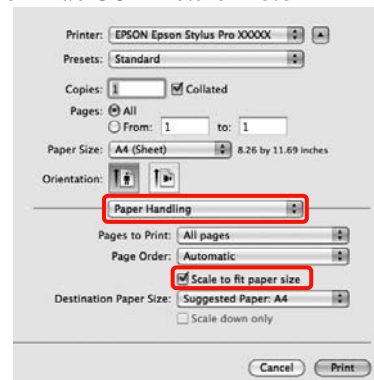 Printer: EPSON Epson Stylus Pro XXXXX
Presets: Standard
Copies: 1 Collated
Pages: All
From: 1 to: 1
Paper Size: A4 (Sheet) 8.26 by 11.69 inches
Orientation:
Paper Handling
Pages to Print: All pages
Page Order: Automatic
Scale to fit paper size
Destination Paper Size: Suggested Paper: A4
Scale down only
Cancel Print